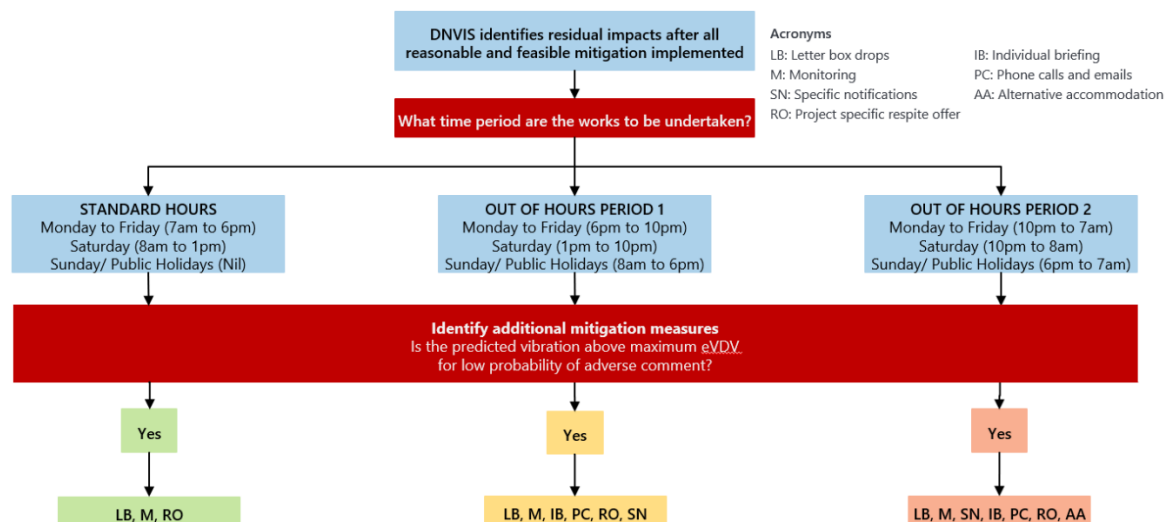 DNVIS identifies residual impacts after all
reasonable and feasible mitigation implemented
Acronyms
LB: Letter box drops
IB: Individual briefing
M: Monitoring
PC: Phone calls and emails
SN: Specific notifications
AA: Alternative accommodation
RO: Project specific respite offer
What time period are the works to be undertaken?
STANDARD HOURS
Monday to Friday (7am to 6pm)
Saturday (8am to 1pm)
Sunday/ Public Holidays (Nil)
OUT OF HOURS PERIOD 1
Monday to Friday (6pm to 10pm)
Saturday (1pm to 10pm)
Sunday/ Public Holidays (8am to 6pm)
OUT OF HOURS PERIOD 2
Monday to Friday (10pm to 7am)
Saturday (10pm to 8am)
Sunday/ Public Holidays (6pm to 7am)
Identify additional mitigation measures
Is the predicted vibration above maximum eVDV
for low probability of adverse comment?
Yes
Yes
Yes
LB, M, RO
LB, M, IB, PC, RO, SN
LB, M, SN, IB, PC, RO, AA